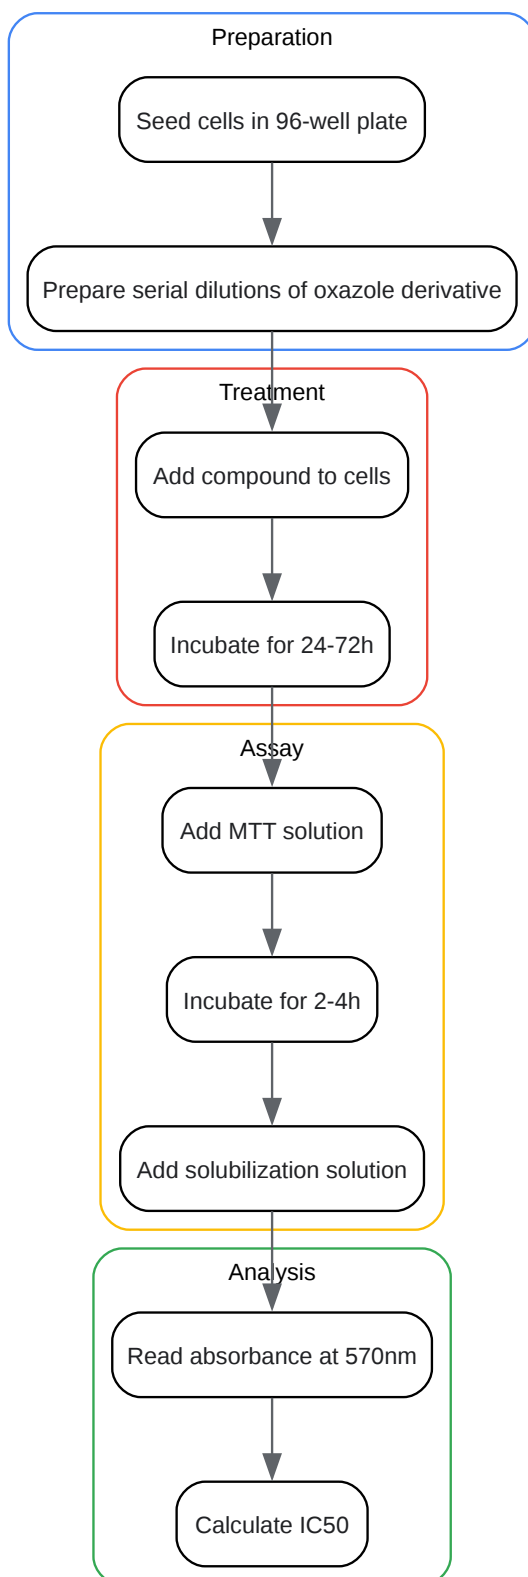 Preparation
Seed cells in 96-well plate
Prepare serial dilutions of oxazole derivative
Treatment
Add compound to cells
Incubate for 24-72h
Assay
Add MTT solution
Incubate for 2-4h
Add solubilization solution
Analysis
Read absorbance at 570nm
Calculate IC50